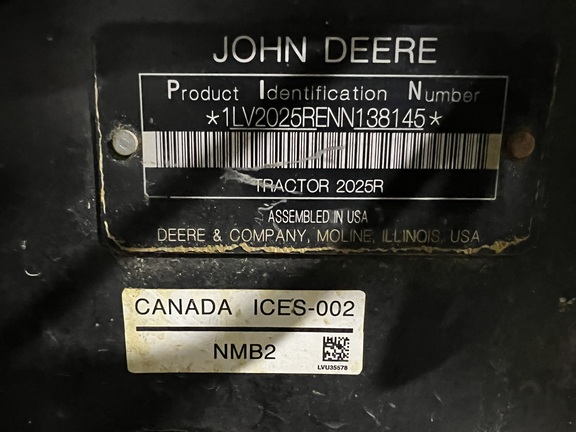 JOHN DEERE
Product Identification Number
*1LV2025RENN138145*
TRACTOR 2025R
ASSEMBLED IN USA
DEERE & COMPANY, MOLINE, ILLINOIS, USA
CANADA ICES-002
NMB2
LVU35578